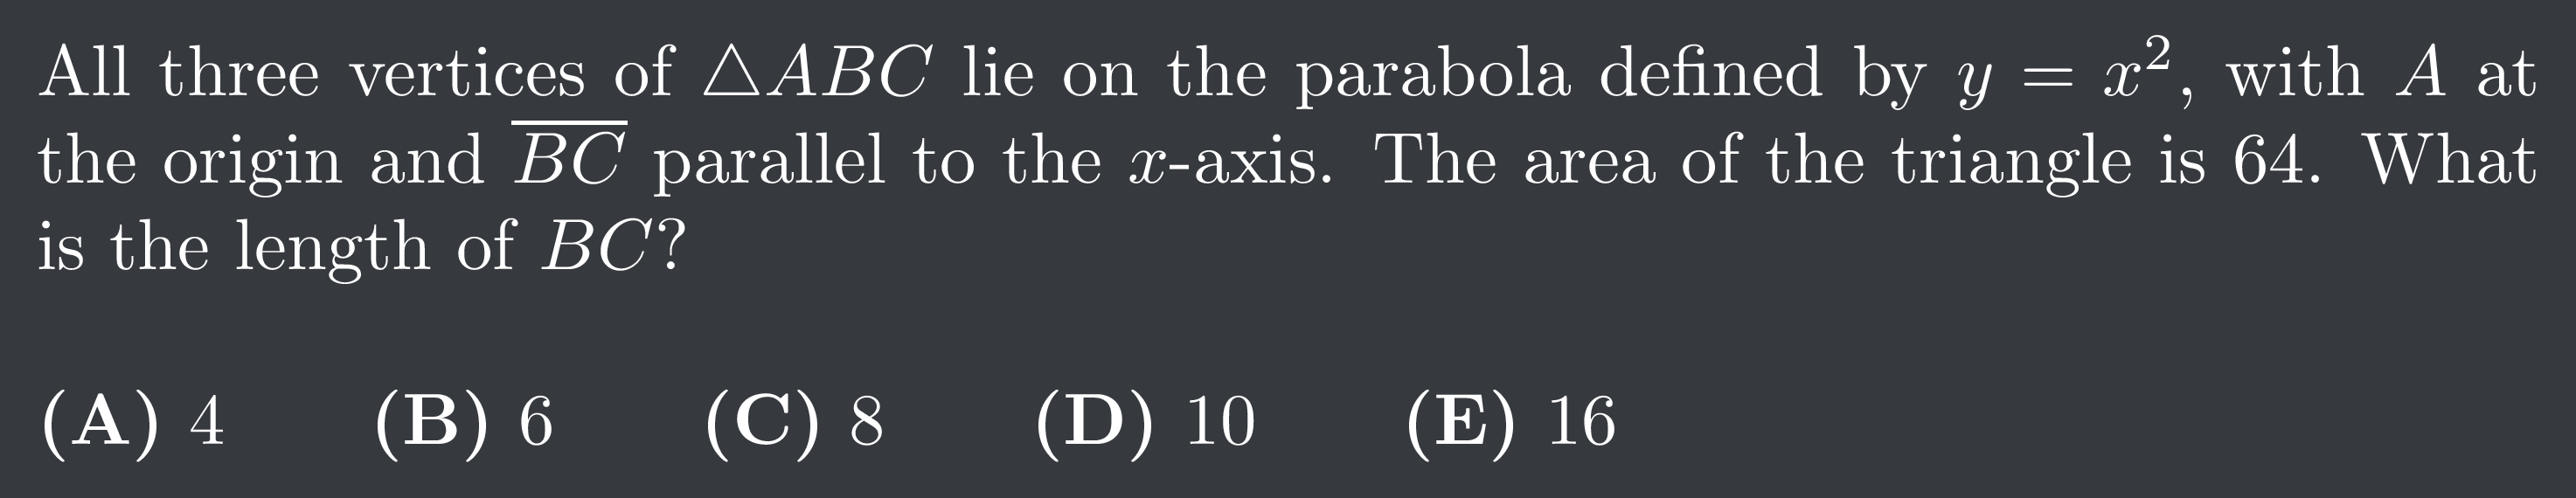 All three vertices of △ABC lie on the parabola defined by y = x², with A at
the origin and B̅C̅ parallel to the x-axis. The area of the triangle is 64. What
is the length of BC?
(A) 4 (B) 6 (C) 8 (D) 10 (E) 16